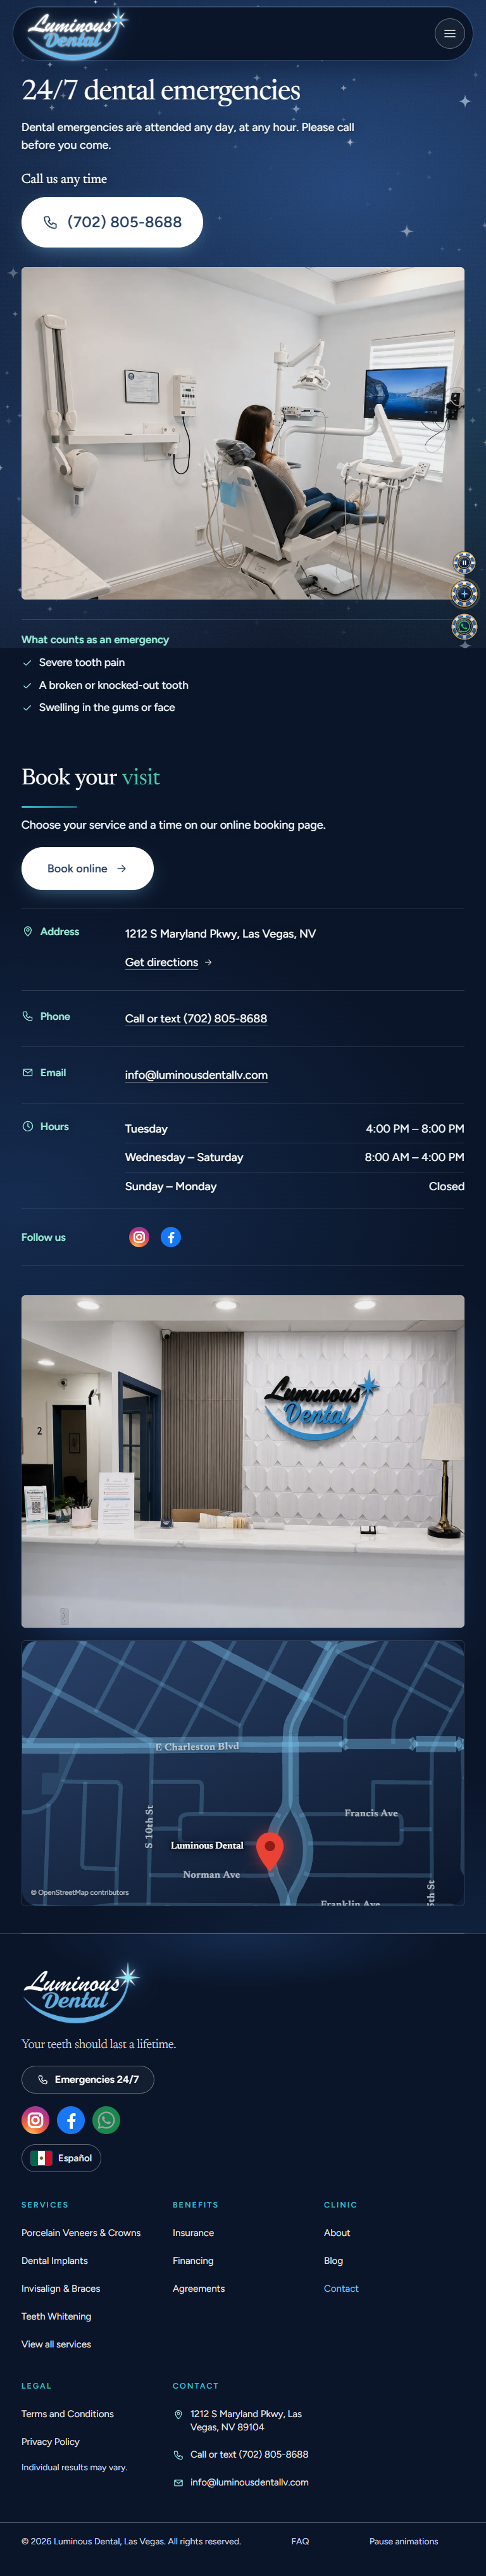 Luminous
Dental
24/7 dental emergencies
Dental emergencies are attended any day, at any hour. Please call
before you come.
Call us any time
(702) 805-8688
What counts as an emergency
Severe tooth pain
A broken or knocked-out tooth
Swelling in the gums or face
Book your visit
Choose your service and a time on our online booking page.
Book online
Address
1212 S Maryland Pkwy, Las Vegas, NV
Get directions
Phone
Call or text (702) 805-8688
Email
info@luminousdentallv.com
Hours
Tuesday
4:00 PM – 8:00 PM
Wednesday – Saturday
8:00 AM – 4:00 PM
Sunday – Monday
Closed
Follow us
Luminous
Dental
2
E Charleston Blvd
S 10th St
Francis Ave
Luminous Dental
Norman Ave
© OpenStreetMap contributors
Franklin Ave
5th St
Luminous
Dental
Your teeth should last a lifetime.
Emergencies 24/7
Español
SERVICES
Porcelain Veneers & Crowns
Dental Implants
Invisalign & Braces
Teeth Whitening
View all services
BENEFITS
Insurance
Financing
Agreements
CLINIC
About
Blog
Contact
LEGAL
Terms and Conditions
Privacy Policy
Individual results may vary.
CONTACT
1212 S Maryland Pkwy, Las
Vegas, NV 89104
Call or text (702) 805-8688
info@luminousdentallv.com
© 2026 Luminous Dental, Las Vegas. All rights reserved.
FAQ
Pause animations